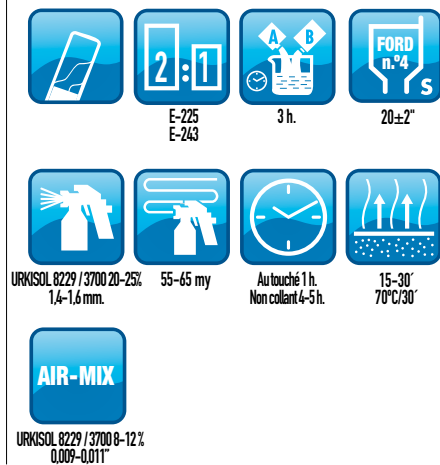 2:1
A B
FORD
n.º4
S
E-225
E-243
3 h.
20±2"
URKISOL 8229 / 3700 20-25%
1,4-1,6 mm.
55-65 my
Au touché 1 h.
Non collant 4-5 h.
15-30´
70°C/30´
AIR-MIX
URKISOL 8229 / 3700 8-12 %
0,009-0,011"